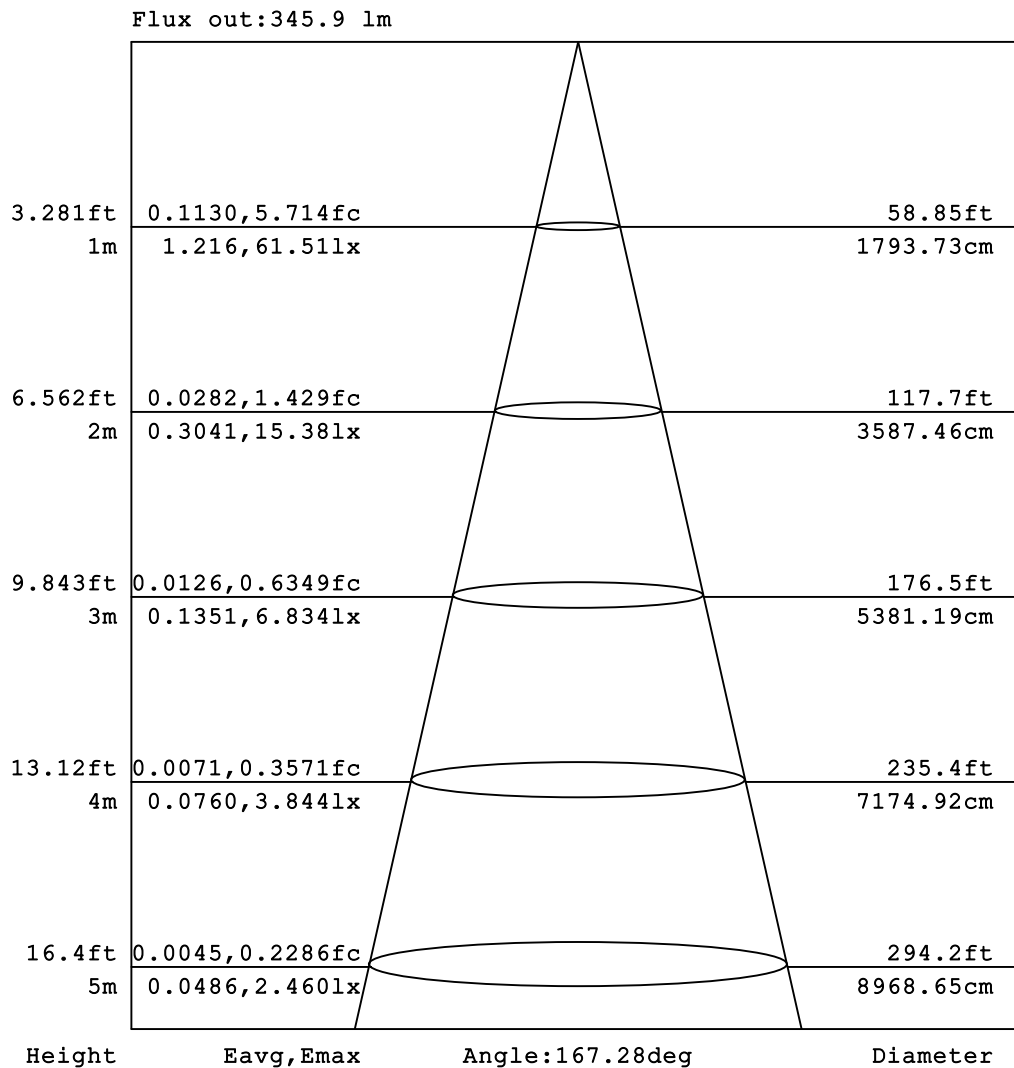 Flux out:345.9 lm
3.281ft 0.1130,5.714fc 58.85ft
1m 1.216,61.51lx 1793.73cm
6.562ft 0.0282,1.429fc 117.7ft
2m 0.3041,15.38lx 3587.46cm
9.843ft 0.0126,0.6349fc 176.5ft
3m 0.1351,6.834lx 5381.19cm
13.12ft 0.0071,0.3571fc 235.4ft
4m 0.0760,3.844lx 7174.92cm
16.4ft 0.0045,0.2286fc 294.2ft
5m 0.0486,2.460lx 8968.65cm
Height Eavg,Emax Angle:167.28deg Diameter